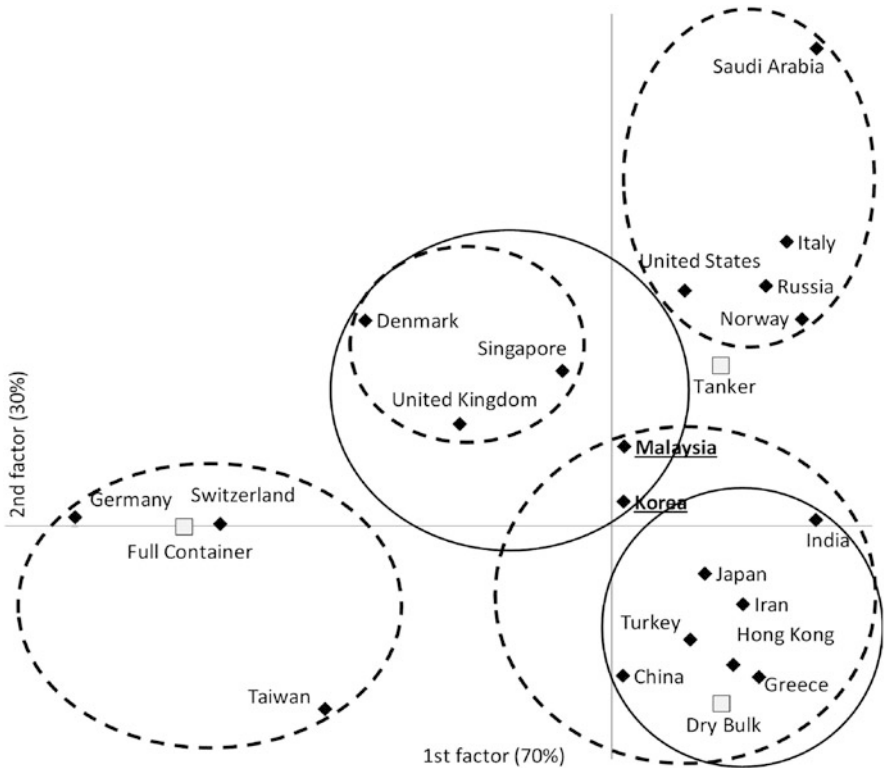 Saudi Arabia
Italy
United States
Russia
Norway
Denmark
Singapore
Tanker
United Kingdom
2nd factor (30%)
Malaysia
Germany
Switzerland
Korea
Full Container
India
Japan
Iran
Turkey
Hong Kong
China
Greece
Taiwan
Dry Bulk
1st factor (70%)